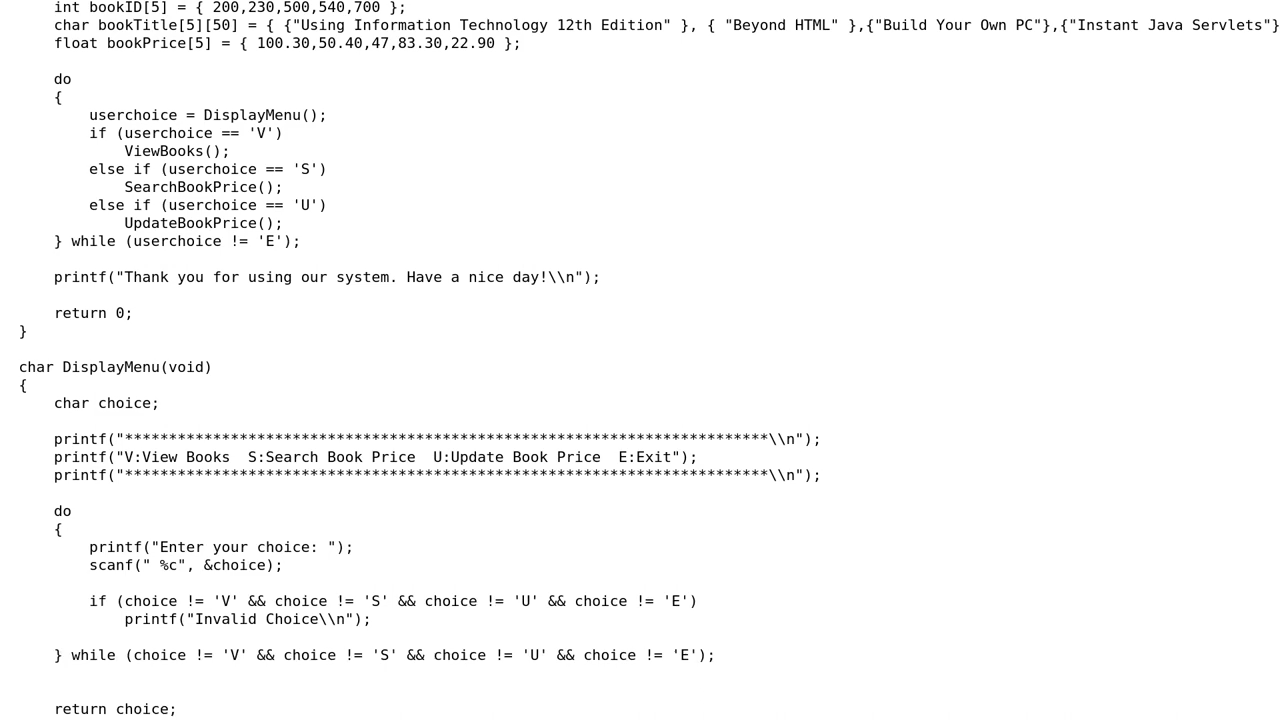 int bookID[5] = { 200,230,500,540,700 };
    char bookTitle[5][50] = { {"Using Information Technology 12th Edition" }, { "Beyond HTML" },{"Build Your Own PC"},{"Instant Java Servlets"}
    float bookPrice[5] = { 100.30,50.40,47,83.30,22.90 };

    do
    {
        userchoice = DisplayMenu();
        if (userchoice == 'V')
            ViewBooks();
        else if (userchoice == 'S')
            SearchBookPrice();
        else if (userchoice == 'U')
            UpdateBookPrice();
    } while (userchoice != 'E');

    printf("Thank you for using our system. Have a nice day!\\n");

    return 0;
}

char DisplayMenu(void)
{
    char choice;

    printf("*************************************************************************\\n");
    printf("V:View Books  S:Search Book Price  U:Update Book Price  E:Exit");
    printf("*************************************************************************\\n");

    do
    {
        printf("Enter your choice: ");
        scanf(" %c", &choice);

        if (choice != 'V' && choice != 'S' && choice != 'U' && choice != 'E')
            printf("Invalid Choice\\n");

    } while (choice != 'V' && choice != 'S' && choice != 'U' && choice != 'E');


    return choice;